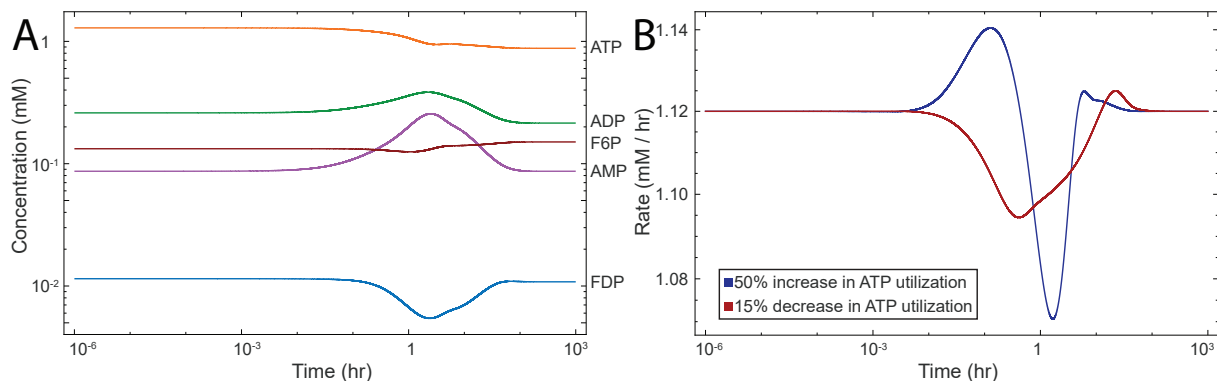 A
Concentration (mM)
1
10-1
10-2
ATP
ADP
F6P
AMP
FDP
10-6
10-3
1
103
Time (hr)
B
Rate (mM / hr)
1.14
1.12
1.10
1.08
50% increase in ATP utilization
15% decrease in ATP utilization
10-6
10-3
1
103
Time (hr)